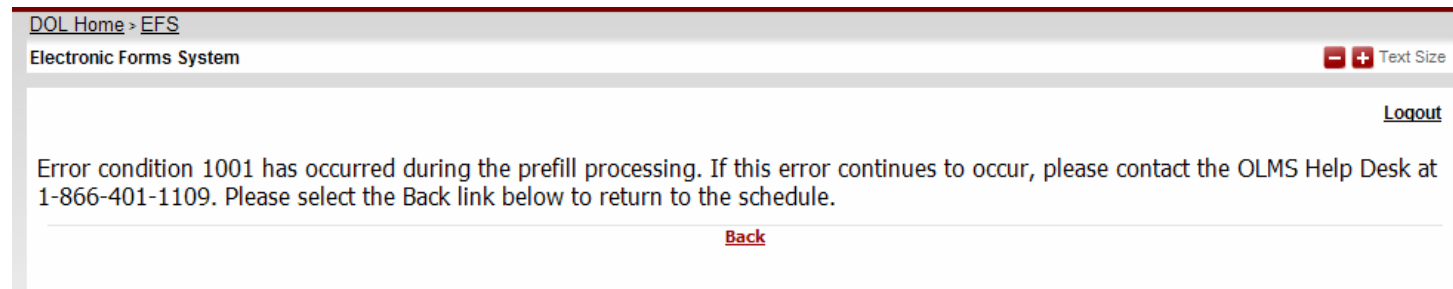 DOL Home > EFS
Electronic Forms System
Text Size
Logout
Error condition 1001 has occurred during the prefill processing. If this error continues to occur, please contact the OLMS Help Desk at
1-866-401-1109. Please select the Back link below to return to the schedule.
Back